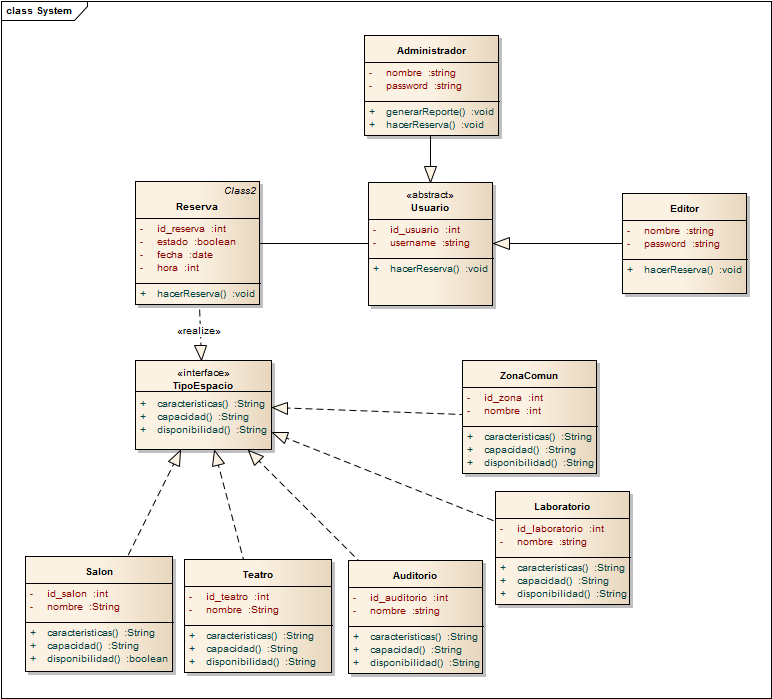 class System
Administrador
- nombre :string
- password :string
+ generarReporte() :void
+ hacerReserva() :void
Class2
Reserva
- id_reserva :int
- estado :boolean
- fecha :date
- hora :int
+ hacerReserva() :void
«abstract»
Usuario
- id_usuario :int
- username :string
+ hacerReserva() :void
Editor
- nombre :string
- password :string
+ hacerReserva() :void
«realize»
«interface»
TipoEspacio
+ caracteristicas() :String
+ capacidad() :String
+ disponibilidad() :String
ZonaComun
- id_zona :int
- nombre :int
+ caracteristicas() :String
+ capacidad() :String
+ disponibilidad() :String
Laboratorio
- id_laboratorio :int
- nombre :string
+ caracteristicas() :String
+ capacidad() :String
+ disponibilidad() :String
Salon
- id_salon :int
- nombre :String
+ caracteristicas() :String
+ capacidad() :String
+ disponibilidad() :boolean
Teatro
- id_teatro :int
- nombre :String
+ caracteristicas() :String
+ capacidad() :String
+ disponibilidad() :String
Auditorio
- id_auditorio :int
- nombre :string
+ caracteristicas() :String
+ capacidad() :String
+ disponibilidad() :String